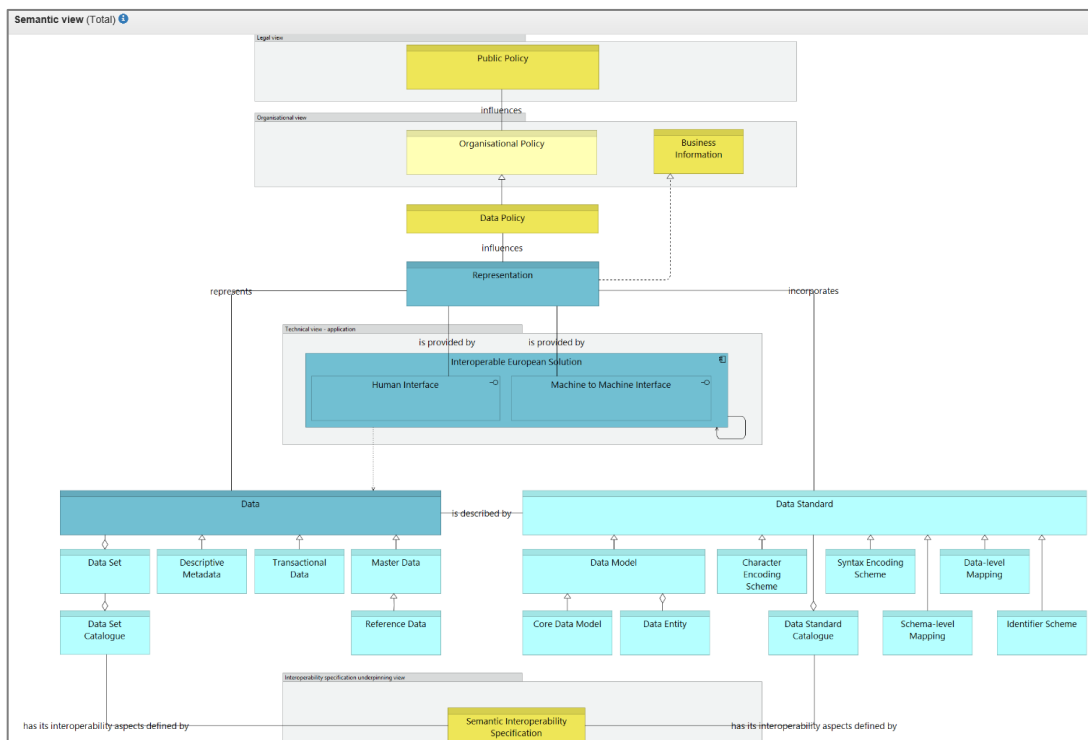 Semantic view (Total)
Legal view
Public Policy
influences
Organisational view
Organisational Policy
Business
Information
Data Policy
influences
Representation
represents
incorporates
Technical view - application
is provided by
is provided by
Interoperable European Solution
Human Interface
Machine to Machine Interface
Data
is described by
Data Standard
Data Set
Descriptive
Metadata
Transactional
Data
Master Data
Data Model
Character
Encoding
Scheme
Syntax Encoding
Scheme
Data-level
Mapping
Data Set
Catalogue
Reference Data
Core Data Model
Data Entity
Data Standard
Catalogue
Schema-level
Mapping
Identifier Scheme
Interoperability specification underpinning view
has its interoperability aspects defined by
Semantic Interoperability
Specification
has its interoperability aspects defined by